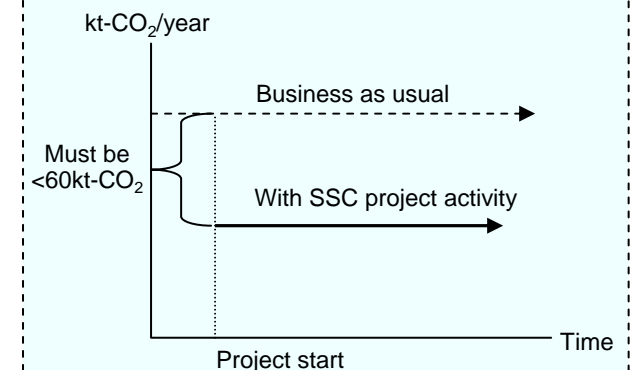 kt-CO₂/year
Business as usual
Must be
<60kt-CO₂
With SSC project activity
Time
Project start